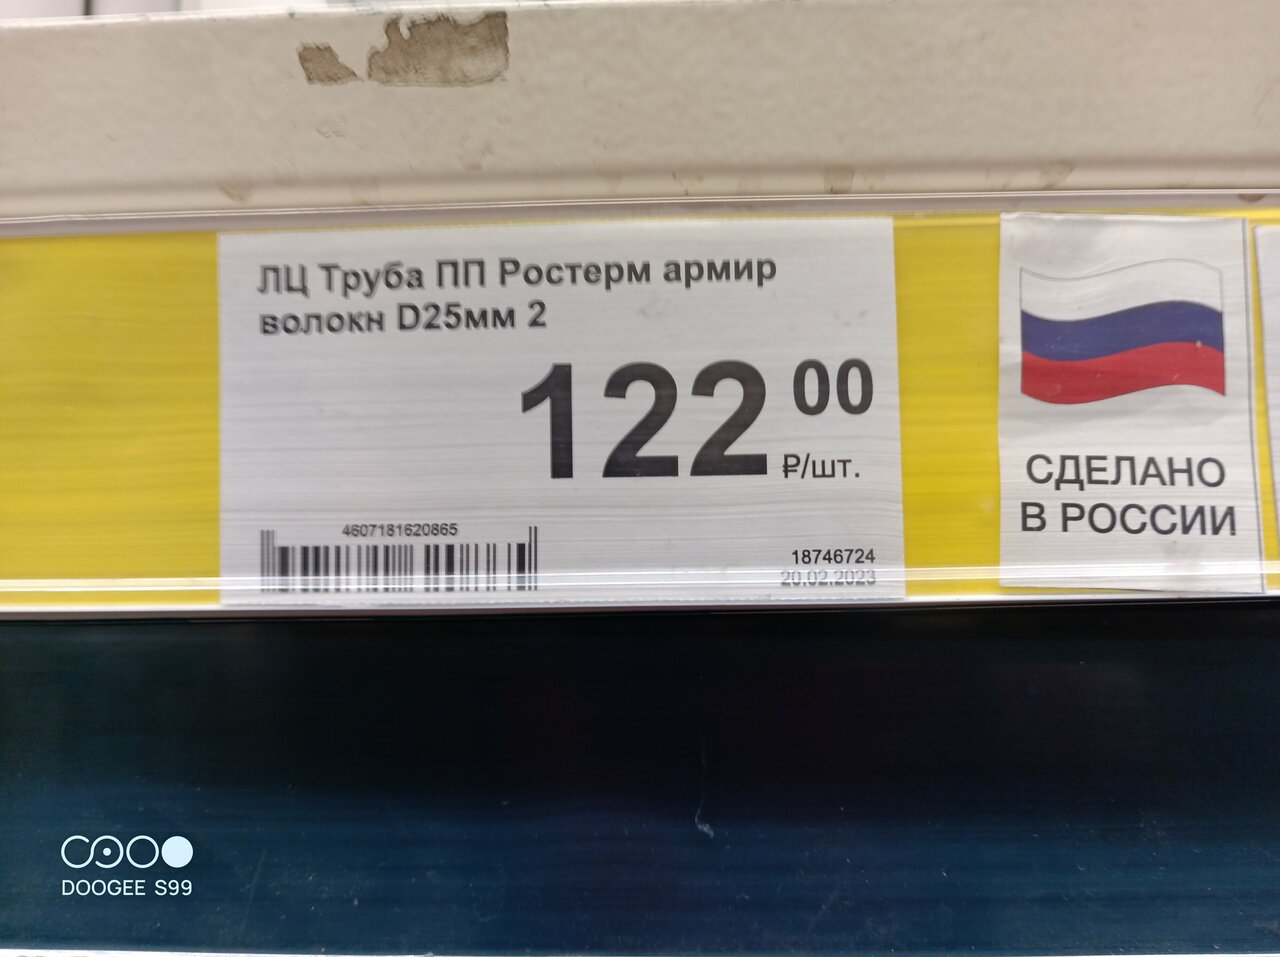 ЛЦ Труба ПП Ростерм армир
волокн D25мм 2
122 00
₽/шт.
4607181620865
18746724
20.02.2023
СДЕЛАНО
В РОССИИ
DOOGEE S99